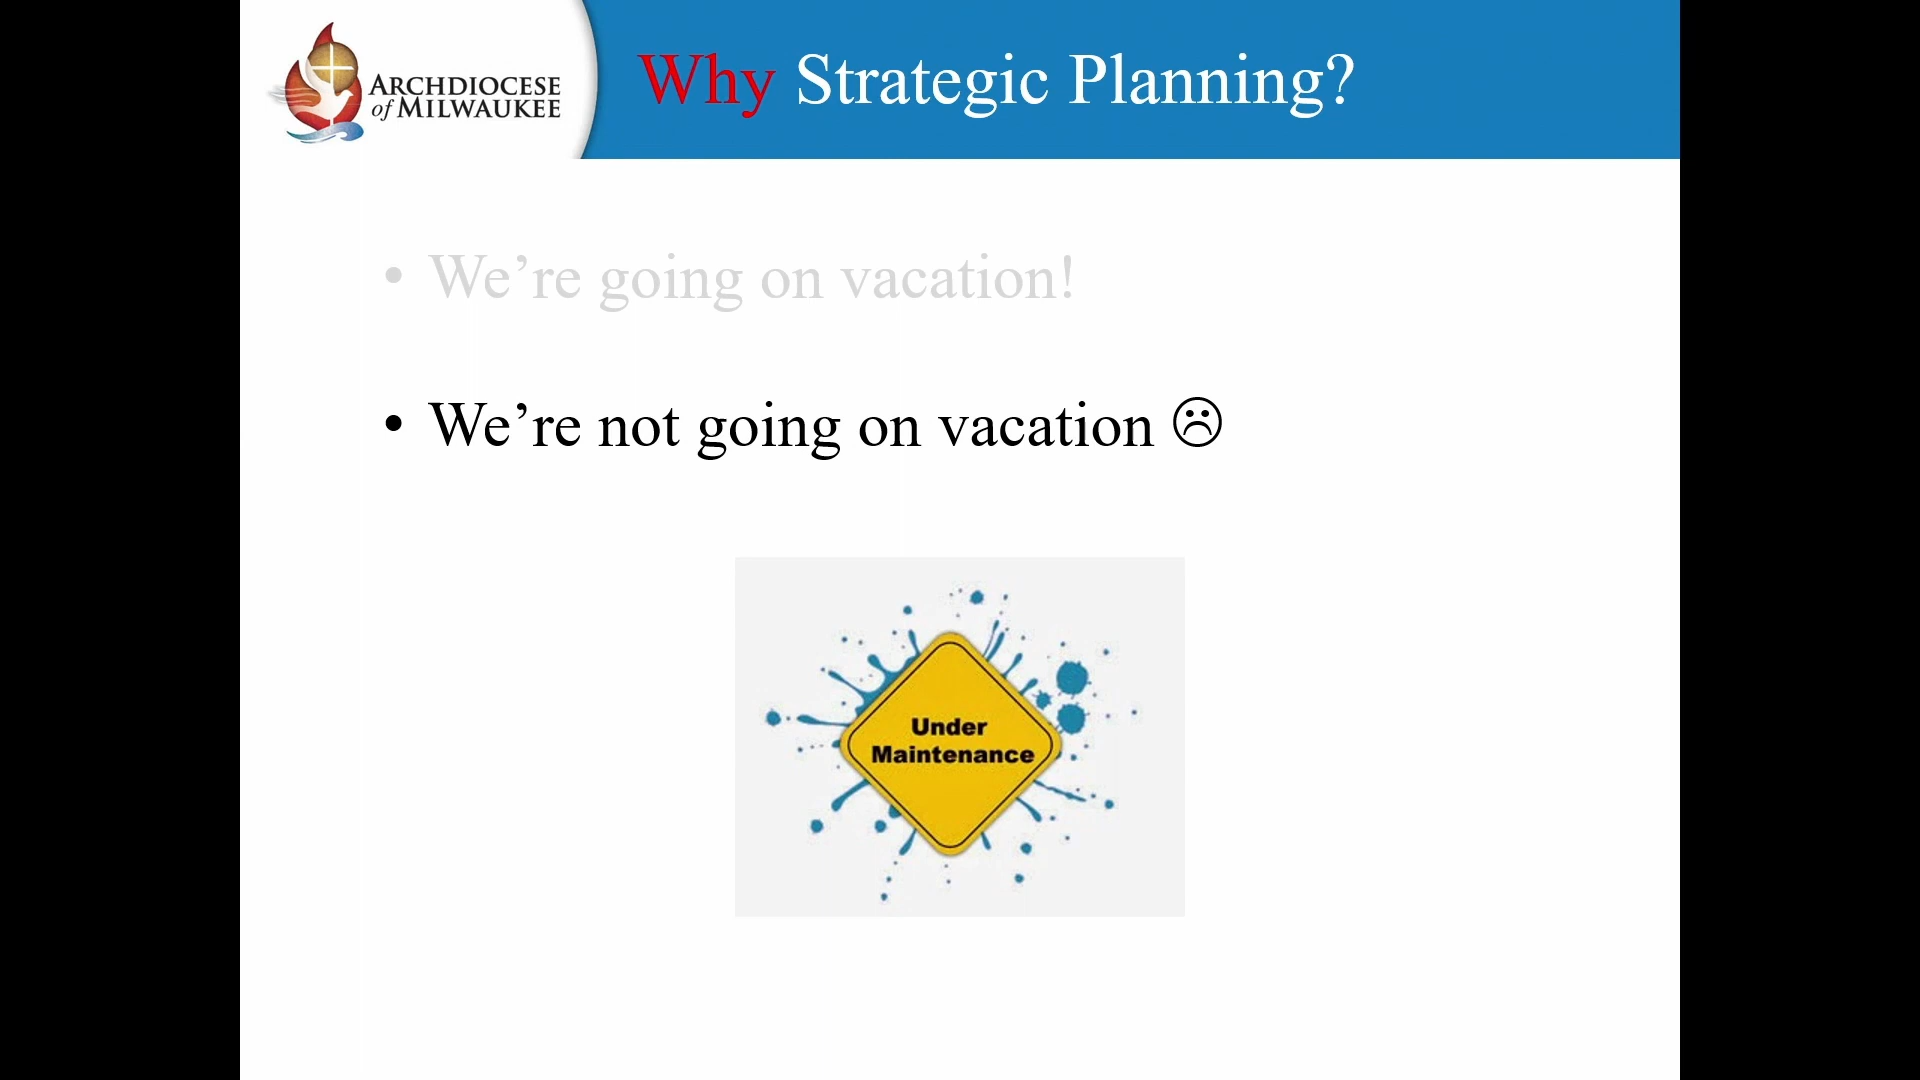 ARCHDIOCESE
of MILWAUKEE
Why Strategic Planning?
• We’re going on vacation!
• We’re not going on vacation ☹
Under
Maintenance